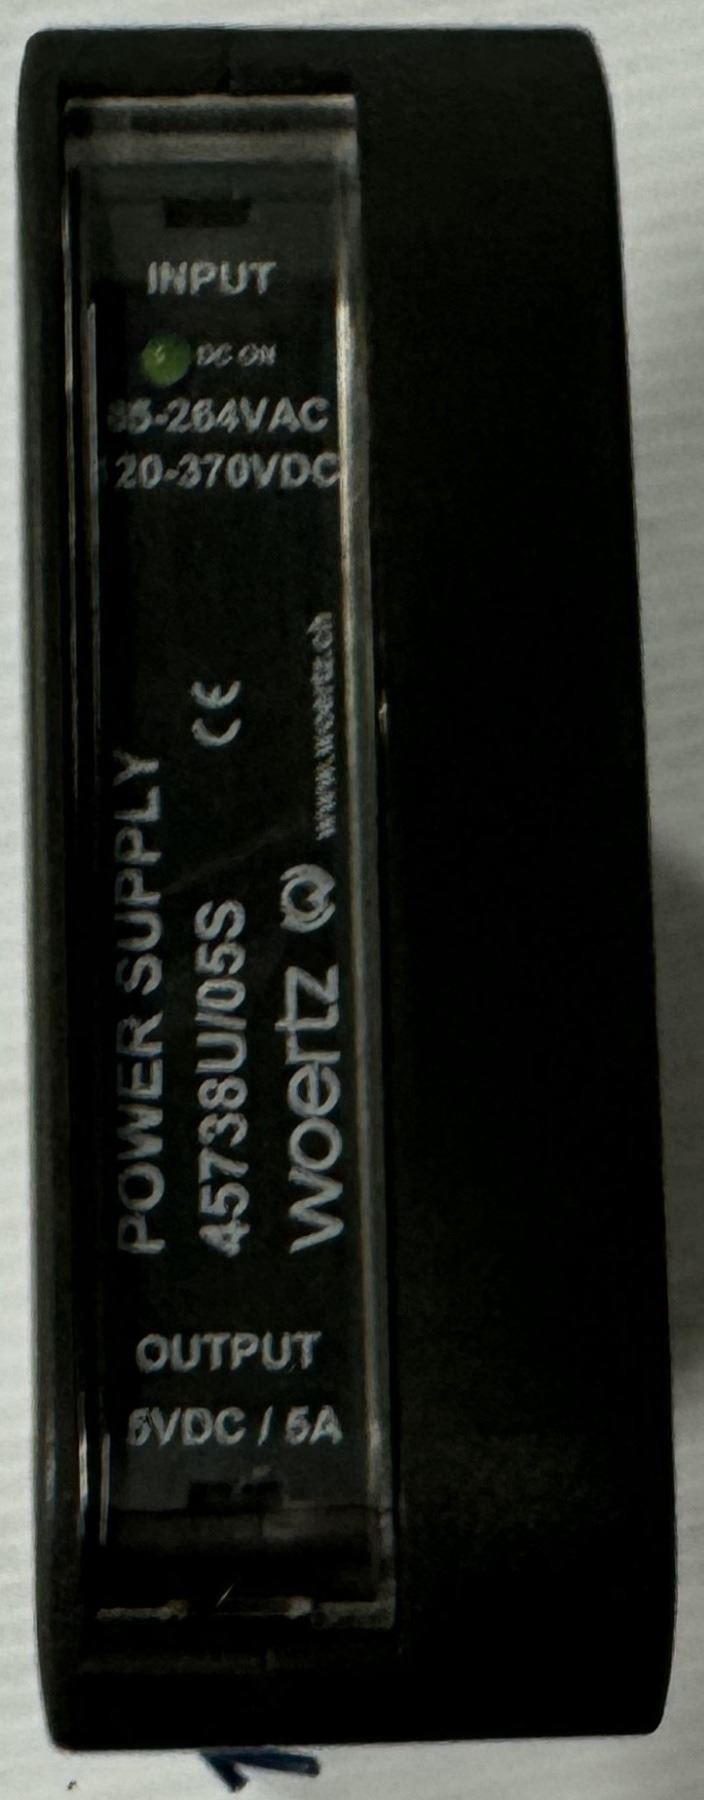 INPUT
DC ON
85-264VAC
120-370VDC
POWER SUPPLY
45738U/05S
CE
woertz
www.woertz.ch
OUTPUT
5VDC / 5A